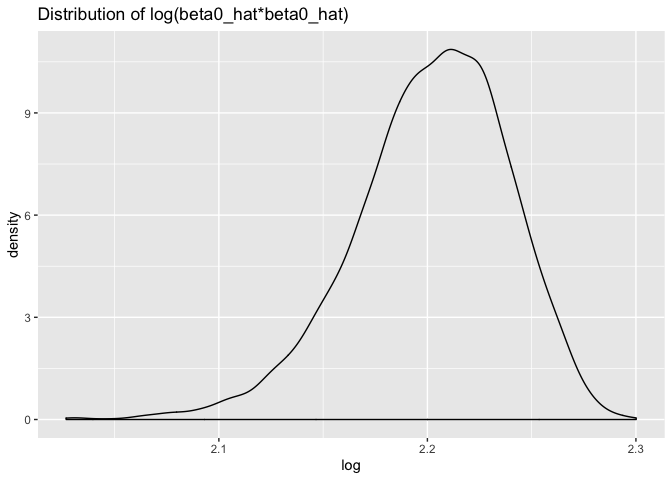 Distribution of log(beta0_hat*beta0_hat)
9
6
3
0
density
2.1
2.2
2.3
log